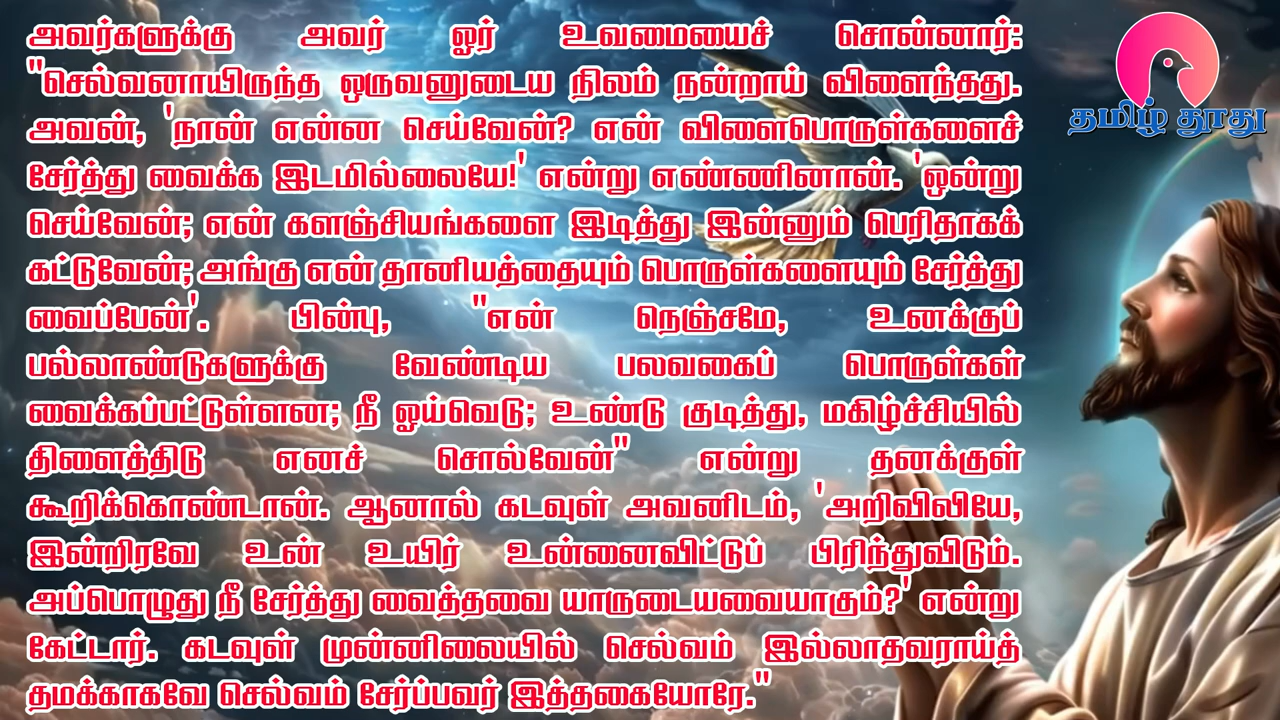 அவர்களுக்கு அவர் ஓர் உவமையைச் சொன்னார்:
"செல்வனாயிருந்த ஒருவனுடைய நிலம் நன்றாய் விளைந்தது.
அவன், 'நான் என்ன செய்வேன்? என் விளைபொருள்களைச்
சேர்த்து வைக்க இடமில்லையே!' என்று எண்ணினான். 'ஒன்று
செய்வேன்; என் களஞ்சியங்களை இடித்து இன்னும் பெரிதாகக்
கட்டுவேன்; அங்கு என் தானியத்தையும் பொருள்களையும் சேர்த்து
வைப்பேன்'. பின்பு, "என் நெஞ்சமே, உனக்குப்
பல்லாண்டுகளுக்கு வேண்டிய பலவகைப் பொருள்கள்
வைக்கப்பட்டுள்ளன; நீ ஓய்வெடு; உண்டு குடித்து, மகிழ்ச்சியில்
திளைத்திடு எனச் சொல்வேன்" என்று தனக்குள்
கூறிக்கொண்டான். ஆனால் கடவுள் அவனிடம், 'அறிவிலியே,
இன்றிரவே உன் உயிர் உன்னைவிட்டுப் பிரிந்துவிடும்.
அப்பொழுது நீ சேர்த்து வைத்தவை யாருடையவையாகும்?' என்று
கேட்டார். கடவுள் முன்னிலையில் செல்வம் இல்லாதவராய்த்
தமக்காகவே செல்வம் சேர்ப்பவர் இத்தகையோரே."
தமிழ் தூது